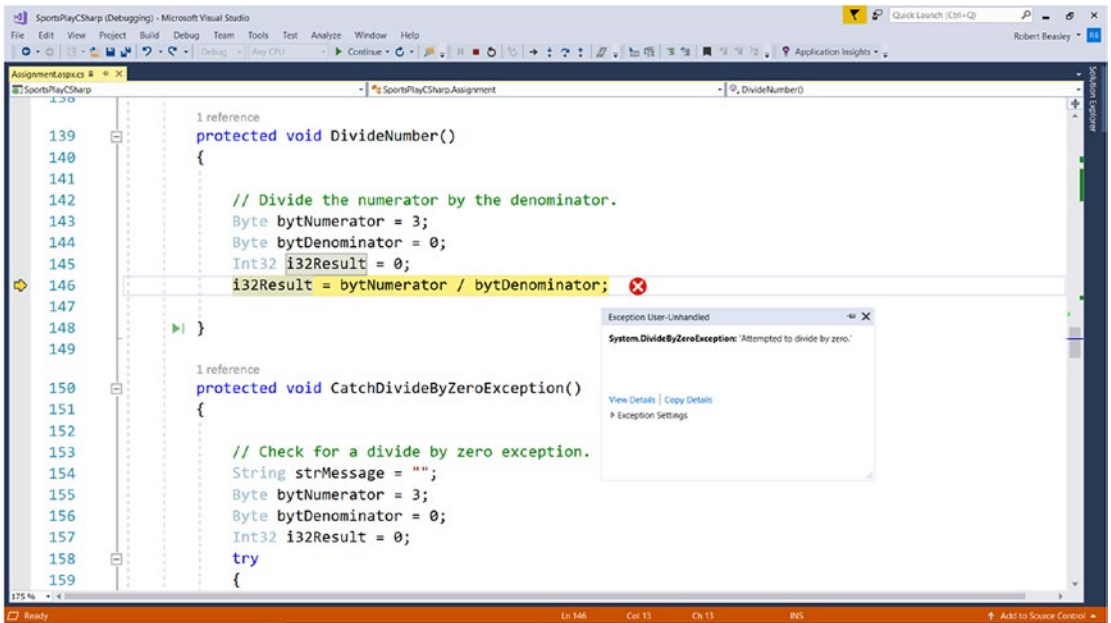 SportsPlayCSharp (Debugging) - Microsoft Visual Studio
Quick Launch (Ctrl+Q)
File Edit View Project Build Debug Team Tools Test Analyze Window Help
Robert Beasley
RB
Debug Any CPU Continue Application Insights
Assignment.aspx.cs
SportsPlayCSharp SportsPlayCSharp.Assignment DivideNumber()
Solution Explorer
138
1 reference
139 protected void DivideNumber()
140 {
141
142 // Divide the numerator by the denominator.
143 Byte bytNumerator = 3;
144 Byte bytDenominator = 0;
145 Int32 i32Result = 0;
146 i32Result = bytNumerator / bytDenominator;
147
148 }
149
Exception User-Unhandled
System.DivideByZeroException: 'Attempted to divide by zero.'
View Details | Copy Details
Exception Settings
1 reference
150 protected void CatchDivideByZeroException()
151 {
152
153 // Check for a divide by zero exception.
154 String strMessage = "";
155 Byte bytNumerator = 3;
156 Byte bytDenominator = 0;
157 Int32 i32Result = 0;
158 try
159 {
175 %
Ready Ln 146 Col 13 Ch 13 INS Add to Source Control